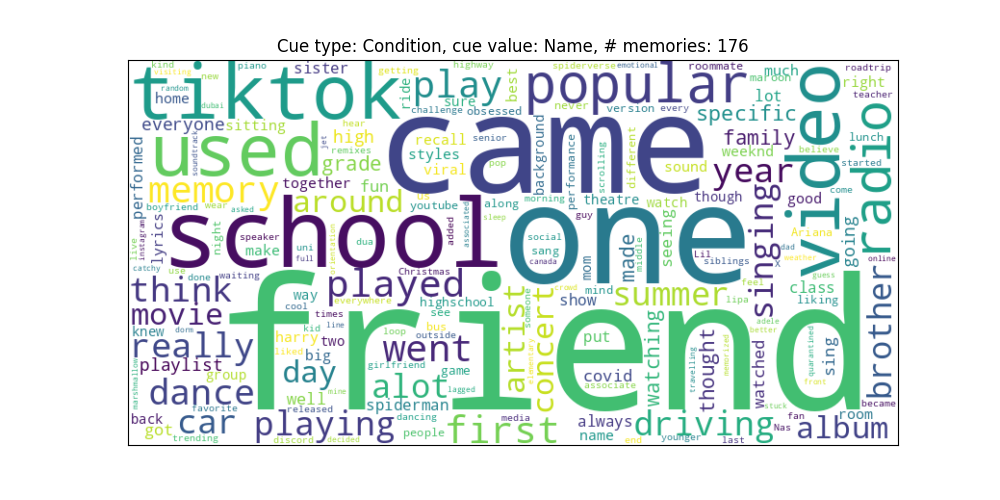 Cue type: Condition, cue value: Name, # memories: 176
kind piano highway spiderverse emotional roommate roadtrip
visiting sister getting much maroon right teacher
tiktok ride play best popular lot
random new home dubai sure obsessed never version every specific
challenge
everyone sitting hear jet high came video radio
used remixes recall senior background performance scrolling different family lunch
soundtrack grade styles pop viral sound weeknd believe
performed memory together fun youtube year started
boyfriend wear around us along morning theatre watch though good come
instagram lyrics asked school sleep guy one singing
live night speaker uni dua added associated social seeing Lil Ariana going
make full orientation sang canada mom made siblings dad weather
catchy use done waiting Christmas middle X online
think played everywhere crowd mind feel class guess
movie way cool highschool artist someone concert show summer lipa liking
knew dorm times kid line see bus friend put watching adele better brother
really harry two loop outside elementary thought watched quarantined sing
playlist liked big girlfriend went covid travelling memorized
marshmallow group day game associate front
dance well mine alot lagged stuck became
favorite released spiderman dancing media always driving fan room
back car playing people first name Nas album
got trending discord decided end younger last